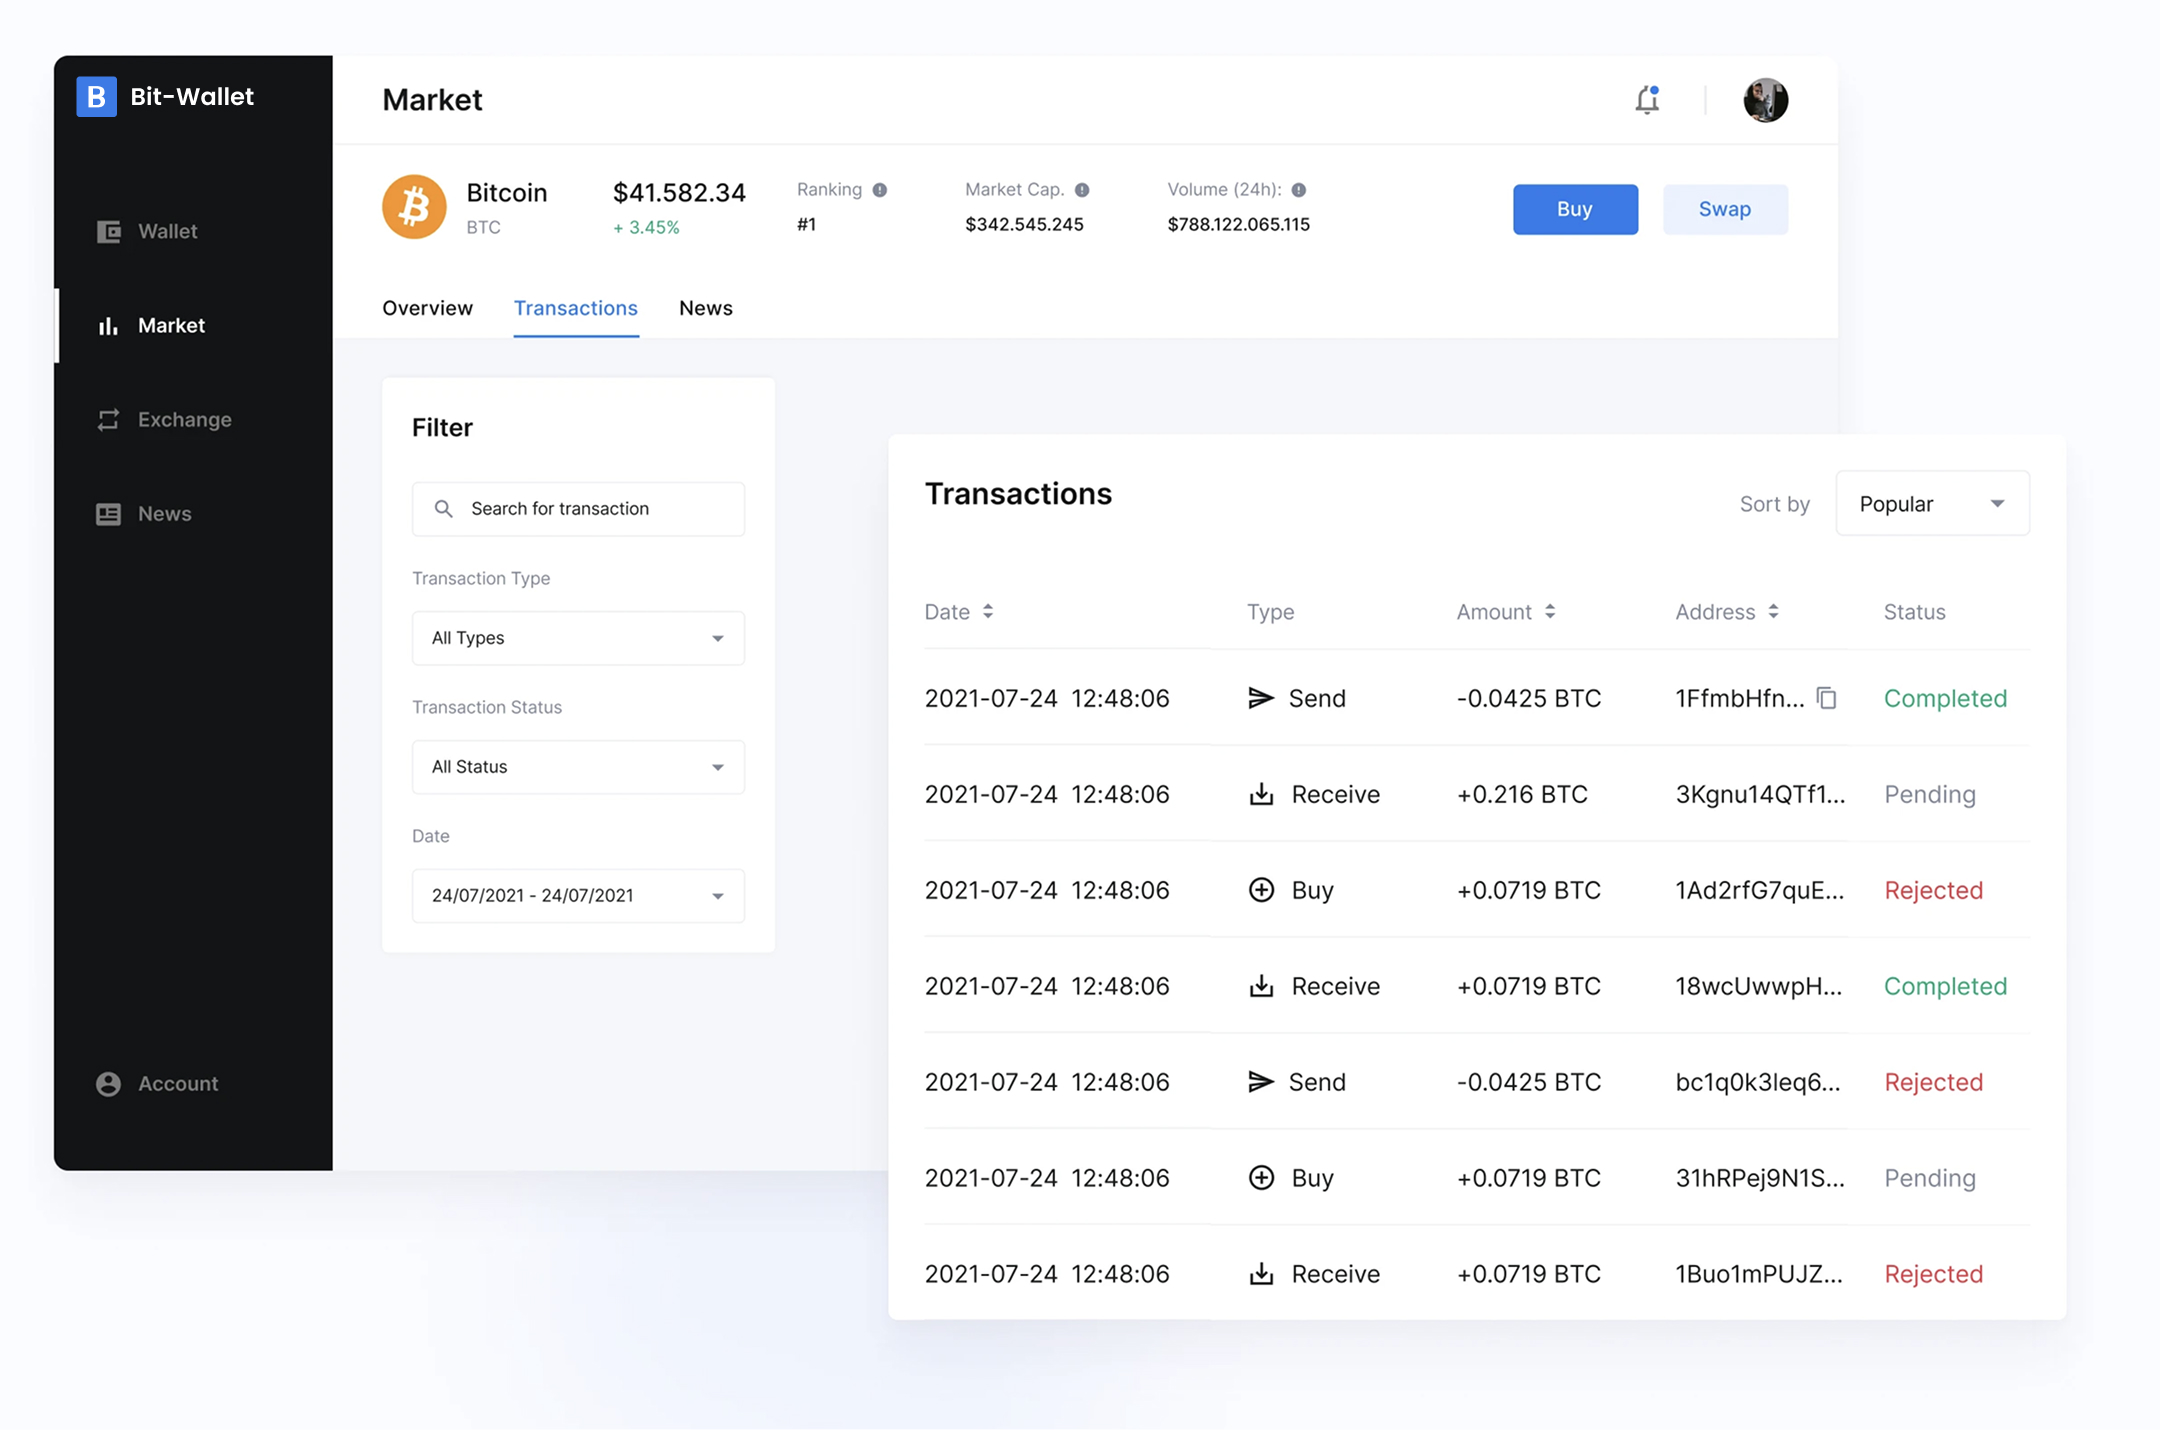 B Bit-Wallet
Wallet
Market
Exchange
News
Account
Market
Bitcoin
BTC
$41.582.34
+ 3.45%
Ranking
#1
Market Cap.
$342.545.245
Volume (24h):
$788.122.065.115
Buy
Swap
Overview Transactions News
Filter
Search for transaction
Transaction Type
All Types
Transaction Status
All Status
Date
24/07/2021 - 24/07/2021
Transactions
Sort by Popular
Date Type Amount Address Status
2021-07-24 12:48:06 Send -0.0425 BTC 1FfmbHfn... Completed
2021-07-24 12:48:06 Receive +0.216 BTC 3Kgnu14QTf1... Pending
2021-07-24 12:48:06 Buy +0.0719 BTC 1Ad2rfG7quE... Rejected
2021-07-24 12:48:06 Receive +0.0719 BTC 18wcUwwpH... Completed
2021-07-24 12:48:06 Send -0.0425 BTC bc1q0k3leq6... Rejected
2021-07-24 12:48:06 Buy +0.0719 BTC 31hRPej9N1S... Pending
2021-07-24 12:48:06 Receive +0.0719 BTC 1Buo1mPUJZ... Rejected